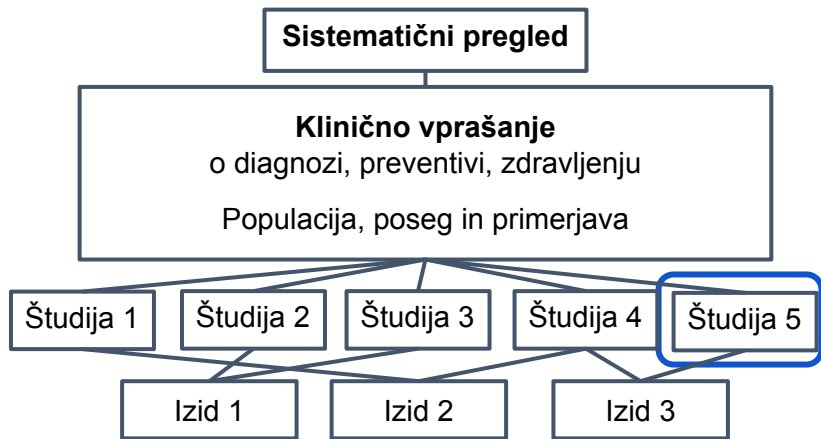 Sistematični pregled
Klinično vprašanje
o diagnozi, preventivi, zdravljenju
Populacija, poseg in primerjava
Študija 1
Študija 2
Študija 3
Študija 4
Študija 5
Izid 1
Izid 2
Izid 3